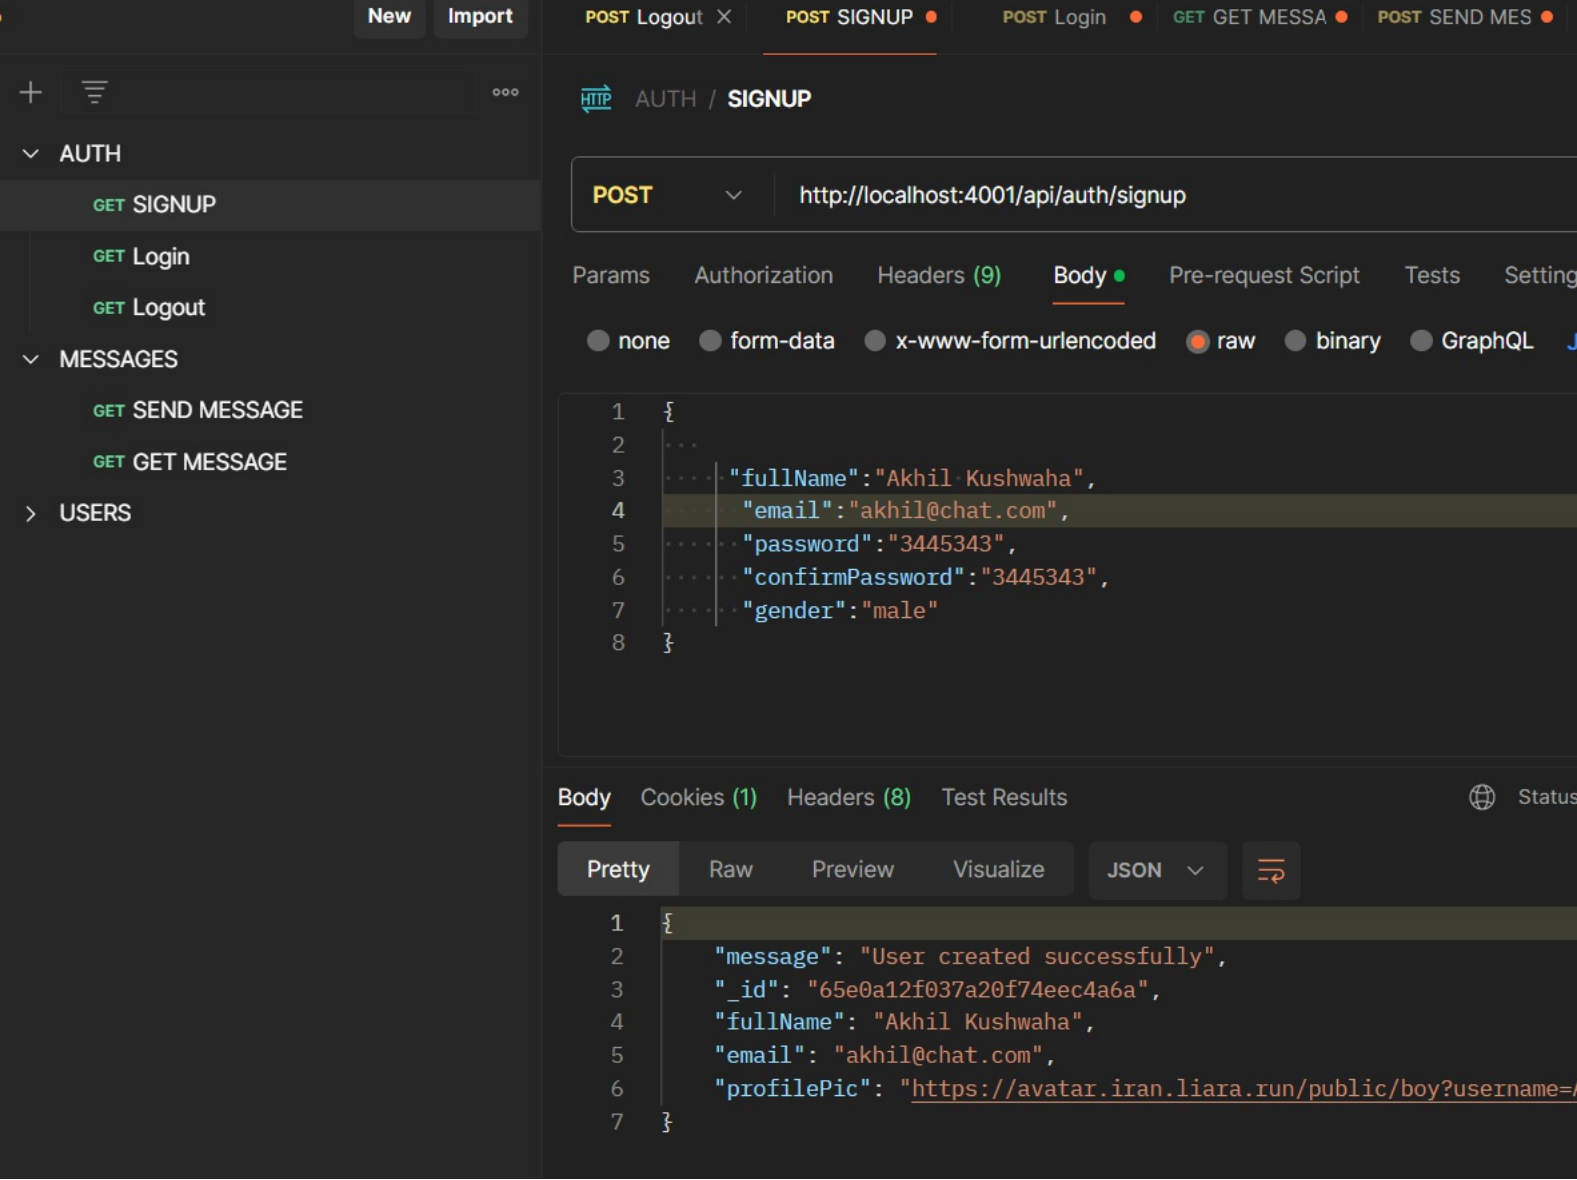 New Import
POST Logout POST SIGNUP POST Login GET GET MESSA POST SEND MES
HTTP AUTH / SIGNUP
AUTH
GET SIGNUP
GET Login
GET Logout
MESSAGES
GET SEND MESSAGE
GET GET MESSAGE
USERS
POST http://localhost:4001/api/auth/signup
Params Authorization Headers (9) Body Pre-request Script Tests Setting
none form-data x-www-form-urlencoded raw binary GraphQL J
1 {
2
3 "fullName":"Akhil Kushwaha",
4 "email":"akhil@chat.com",
5 "password":"3445343",
6 "confirmPassword":"3445343",
7 "gender":"male"
8 }
Body Cookies (1) Headers (8) Test Results Status
Pretty Raw Preview Visualize JSON
1 {
2 "message": "User created successfully",
3 "_id": "65e0a12f037a20f74eec4a6a",
4 "fullName": "Akhil Kushwaha",
5 "email": "akhil@chat.com",
6 "profilePic": "https://avatar.iran.liara.run/public/boy?username=A
7 }